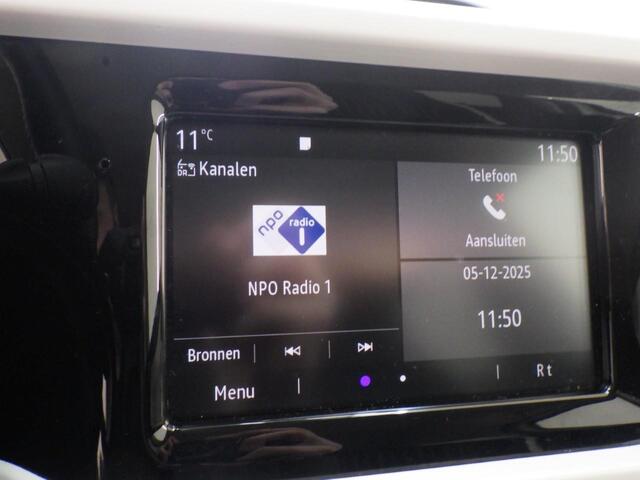 11°C
11:50
DR Kanalen
npo
radio
1
NPO Radio 1
Telefoon
Aansluiten
05-12-2025
11:50
Bronnen
Menu
R t